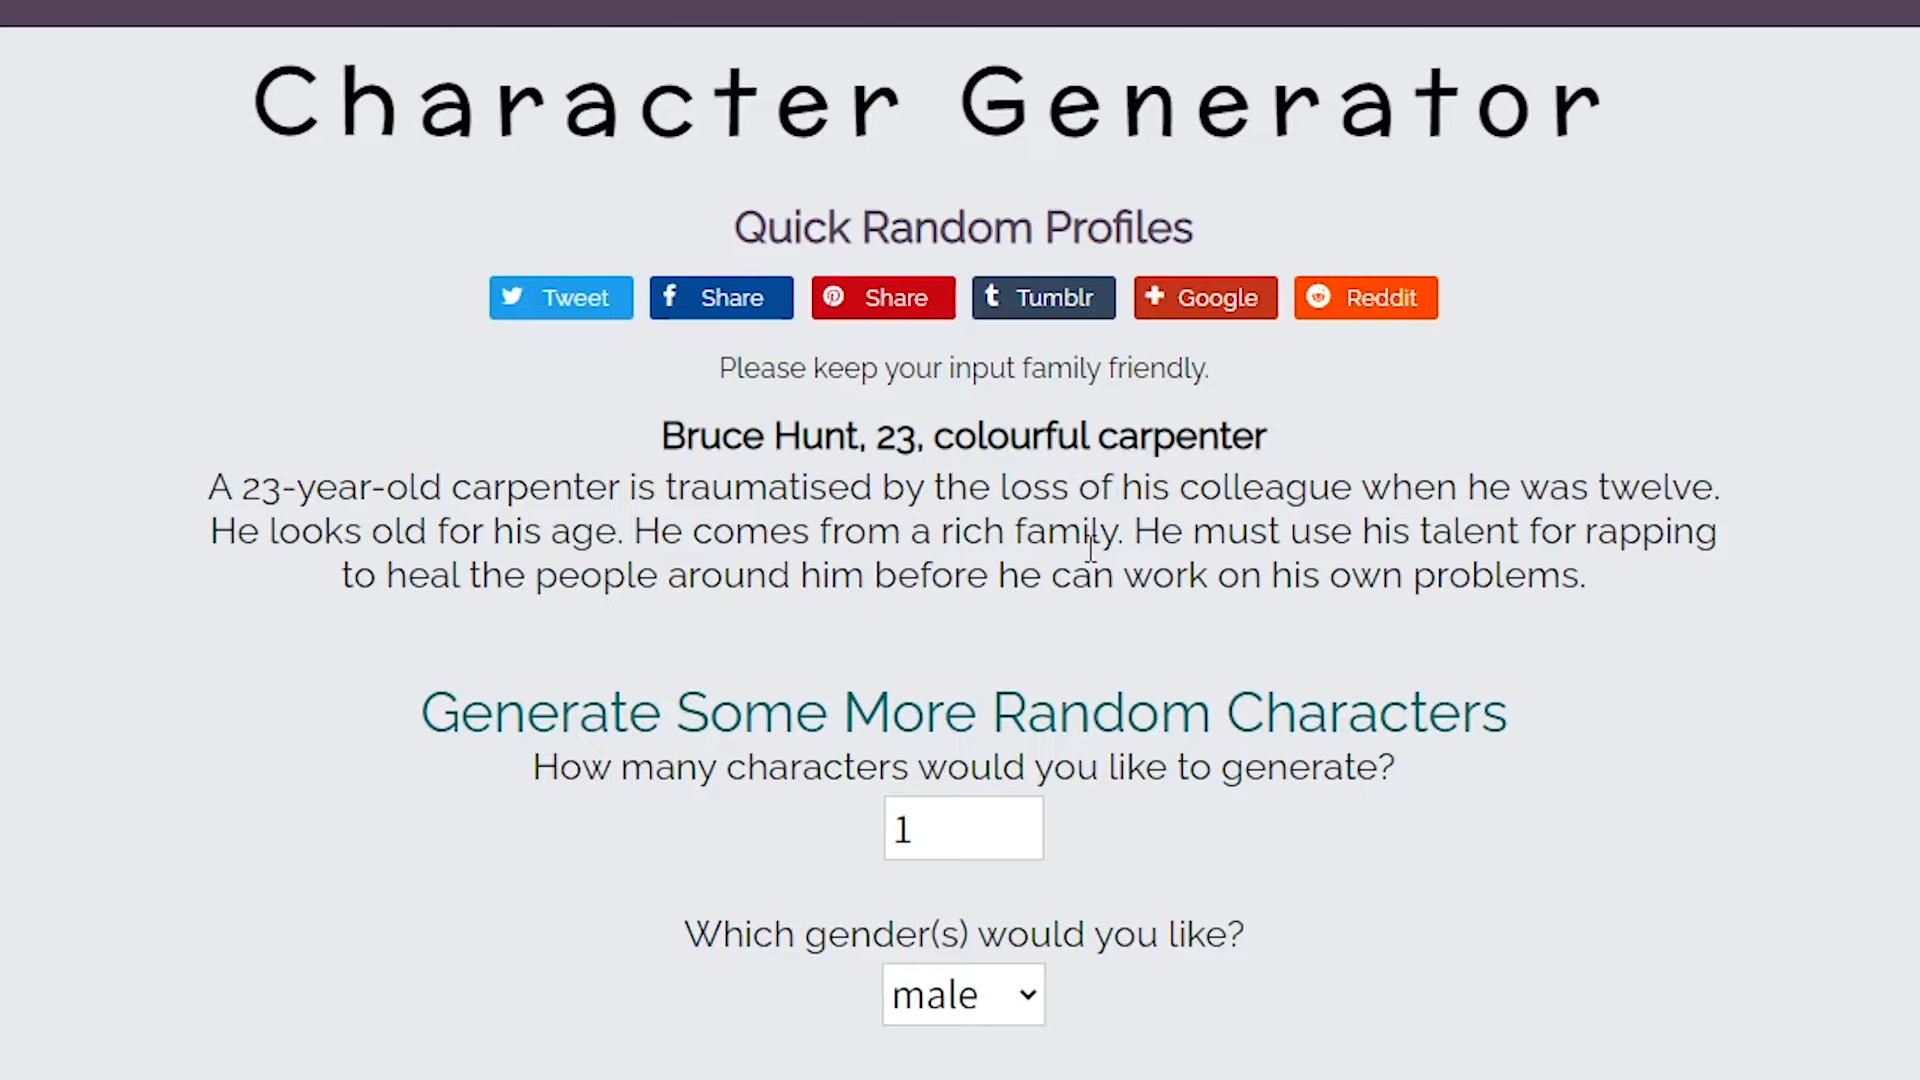 Character Generator
Quick Random Profiles
Tweet Share Share Tumblr Google Reddit
Please keep your input family friendly.
Bruce Hunt, 23, colourful carpenter
A 23-year-old carpenter is traumatised by the loss of his colleague when he was twelve.
He looks old for his age. He comes from a rich family. He must use his talent for rapping
to heal the people around him before he can work on his own problems.
Generate Some More Random Characters
How many characters would you like to generate?
1
Which gender(s) would you like?
male